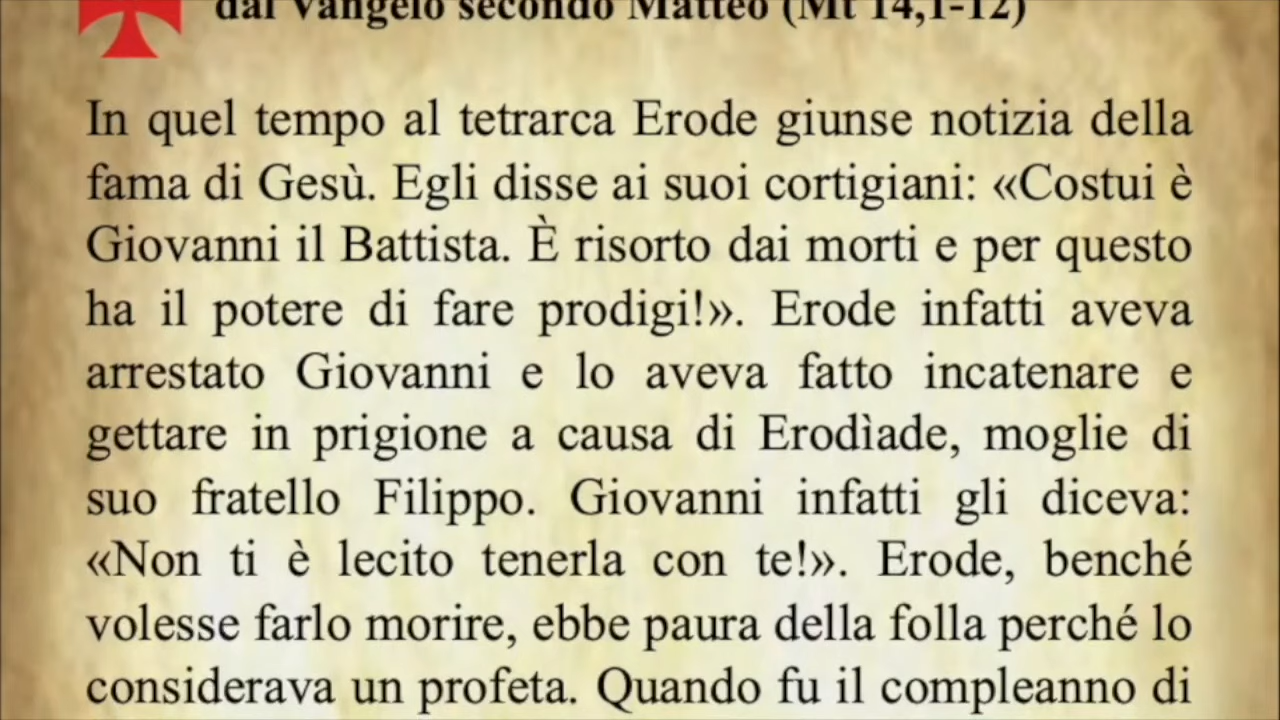 dal Vangelo secondo Matteo (Mt 14,1-12)
In quel tempo al tetrarca Erode giunse notizia della
fama di Gesù. Egli disse ai suoi cortigiani: «Costui è
Giovanni il Battista. È risorto dai morti e per questo
ha il potere di fare prodigi!». Erode infatti aveva
arrestato Giovanni e lo aveva fatto incatenare e
gettare in prigione a causa di Erodìade, moglie di
suo fratello Filippo. Giovanni infatti gli diceva:
«Non ti è lecito tenerla con te!». Erode, benché
volesse farlo morire, ebbe paura della folla perché lo
considerava un profeta. Quando fu il compleanno di